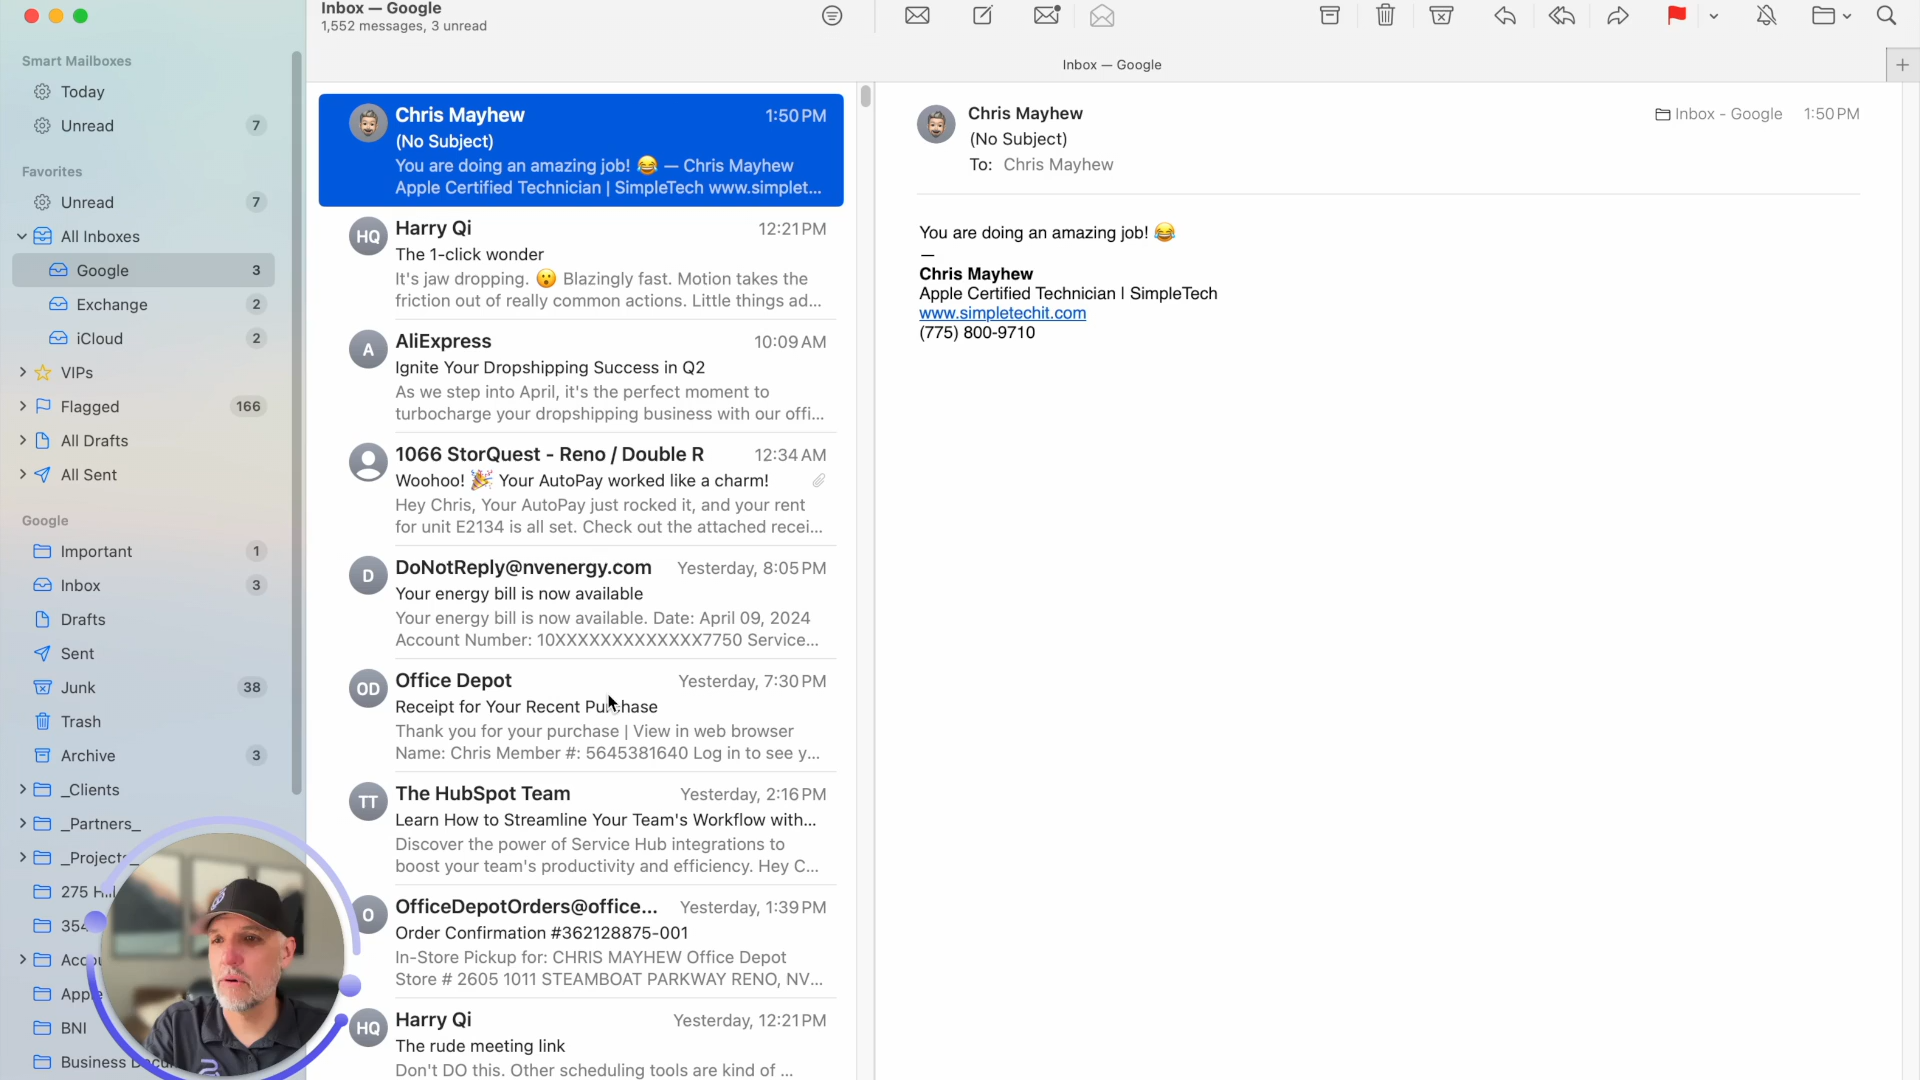 Inbox — Google
1,552 messages, 3 unread
Inbox — Google
Smart Mailboxes
Today
Unread 7
Favorites
Unread 7
All Inboxes
Google 3
Exchange 2
iCloud 2
VIPs
Flagged 166
All Drafts
All Sent
Google
Important 1
Inbox 3
Drafts
Sent
Junk 38
Trash
Archive 3
_Clients
_Partners_
_Projects_
275
354
Apple
BNI
Business
Chris Mayhew 1:50 PM
(No Subject)
You are doing an amazing job! 😂 — Chris Mayhew
Apple Certified Technician | SimpleTech www.simplet...
HQ
Harry Qi 12:21 PM
The 1-click wonder
It's jaw dropping. 😮 Blazingly fast. Motion takes the
friction out of really common actions. Little things ad...
A
AliExpress 10:09 AM
Ignite Your Dropshipping Success in Q2
As we step into April, it's the perfect moment to
turbocharge your dropshipping business with our offi...
1066 StorQuest - Reno / Double R 12:34 AM
Woohoo! 🎉 Your AutoPay worked like a charm!
Hey Chris, Your AutoPay just rocked it, and your rent
for unit E2134 is all set. Check out the attached recei...
D
DoNotReply@nvenergy.com Yesterday, 8:05 PM
Your energy bill is now available
Your energy bill is now available. Date: April 09, 2024
Account Number: 10XXXXXXXXXXXXX7750 Service...
OD
Office Depot Yesterday, 7:30 PM
Receipt for Your Recent Purchase
Thank you for your purchase | View in web browser
Name: Chris Member #: 5645381640 Log in to see y...
TT
The HubSpot Team Yesterday, 2:16 PM
Learn How to Streamline Your Team's Workflow with...
Discover the power of Service Hub integrations to
boost your team's productivity and efficiency. Hey C...
O
OfficeDepotOrders@office... Yesterday, 1:39 PM
Order Confirmation #362128875-001
In-Store Pickup for: CHRIS MAYHEW Office Depot
Store # 2605 1011 STEAMBOAT PARKWAY RENO, NV...
HQ
Harry Qi Yesterday, 12:21 PM
The rude meeting link
Don't DO this. Other scheduling tools are kind of ...
Chris Mayhew Inbox - Google 1:50 PM
(No Subject)
To: Chris Mayhew
You are doing an amazing job! 😂
—
Chris Mayhew
Apple Certified Technician | SimpleTech
www.simpletechit.com
(775) 800-9710